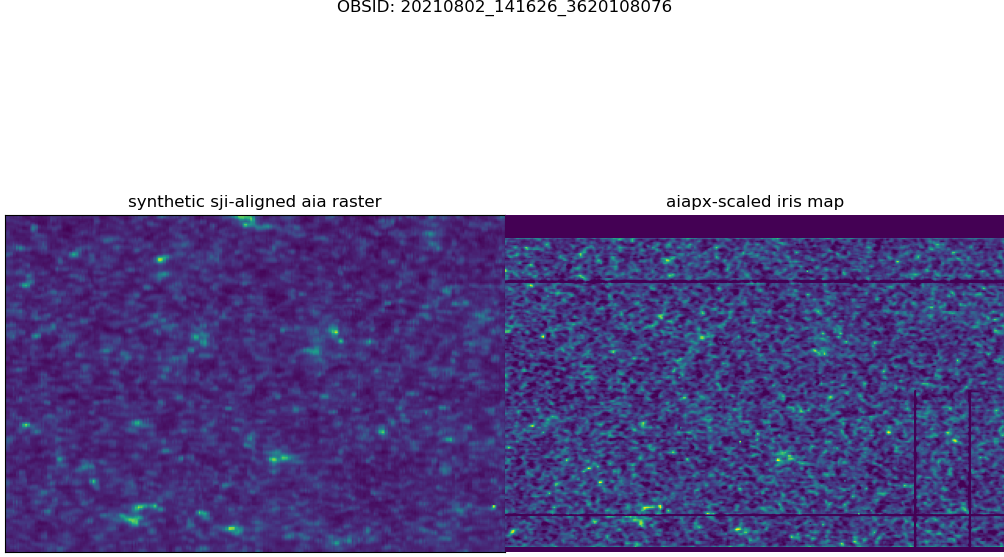 OBSID: 20210802_141626_3620108076
synthetic sji-aligned aia raster
aiapx-scaled iris map